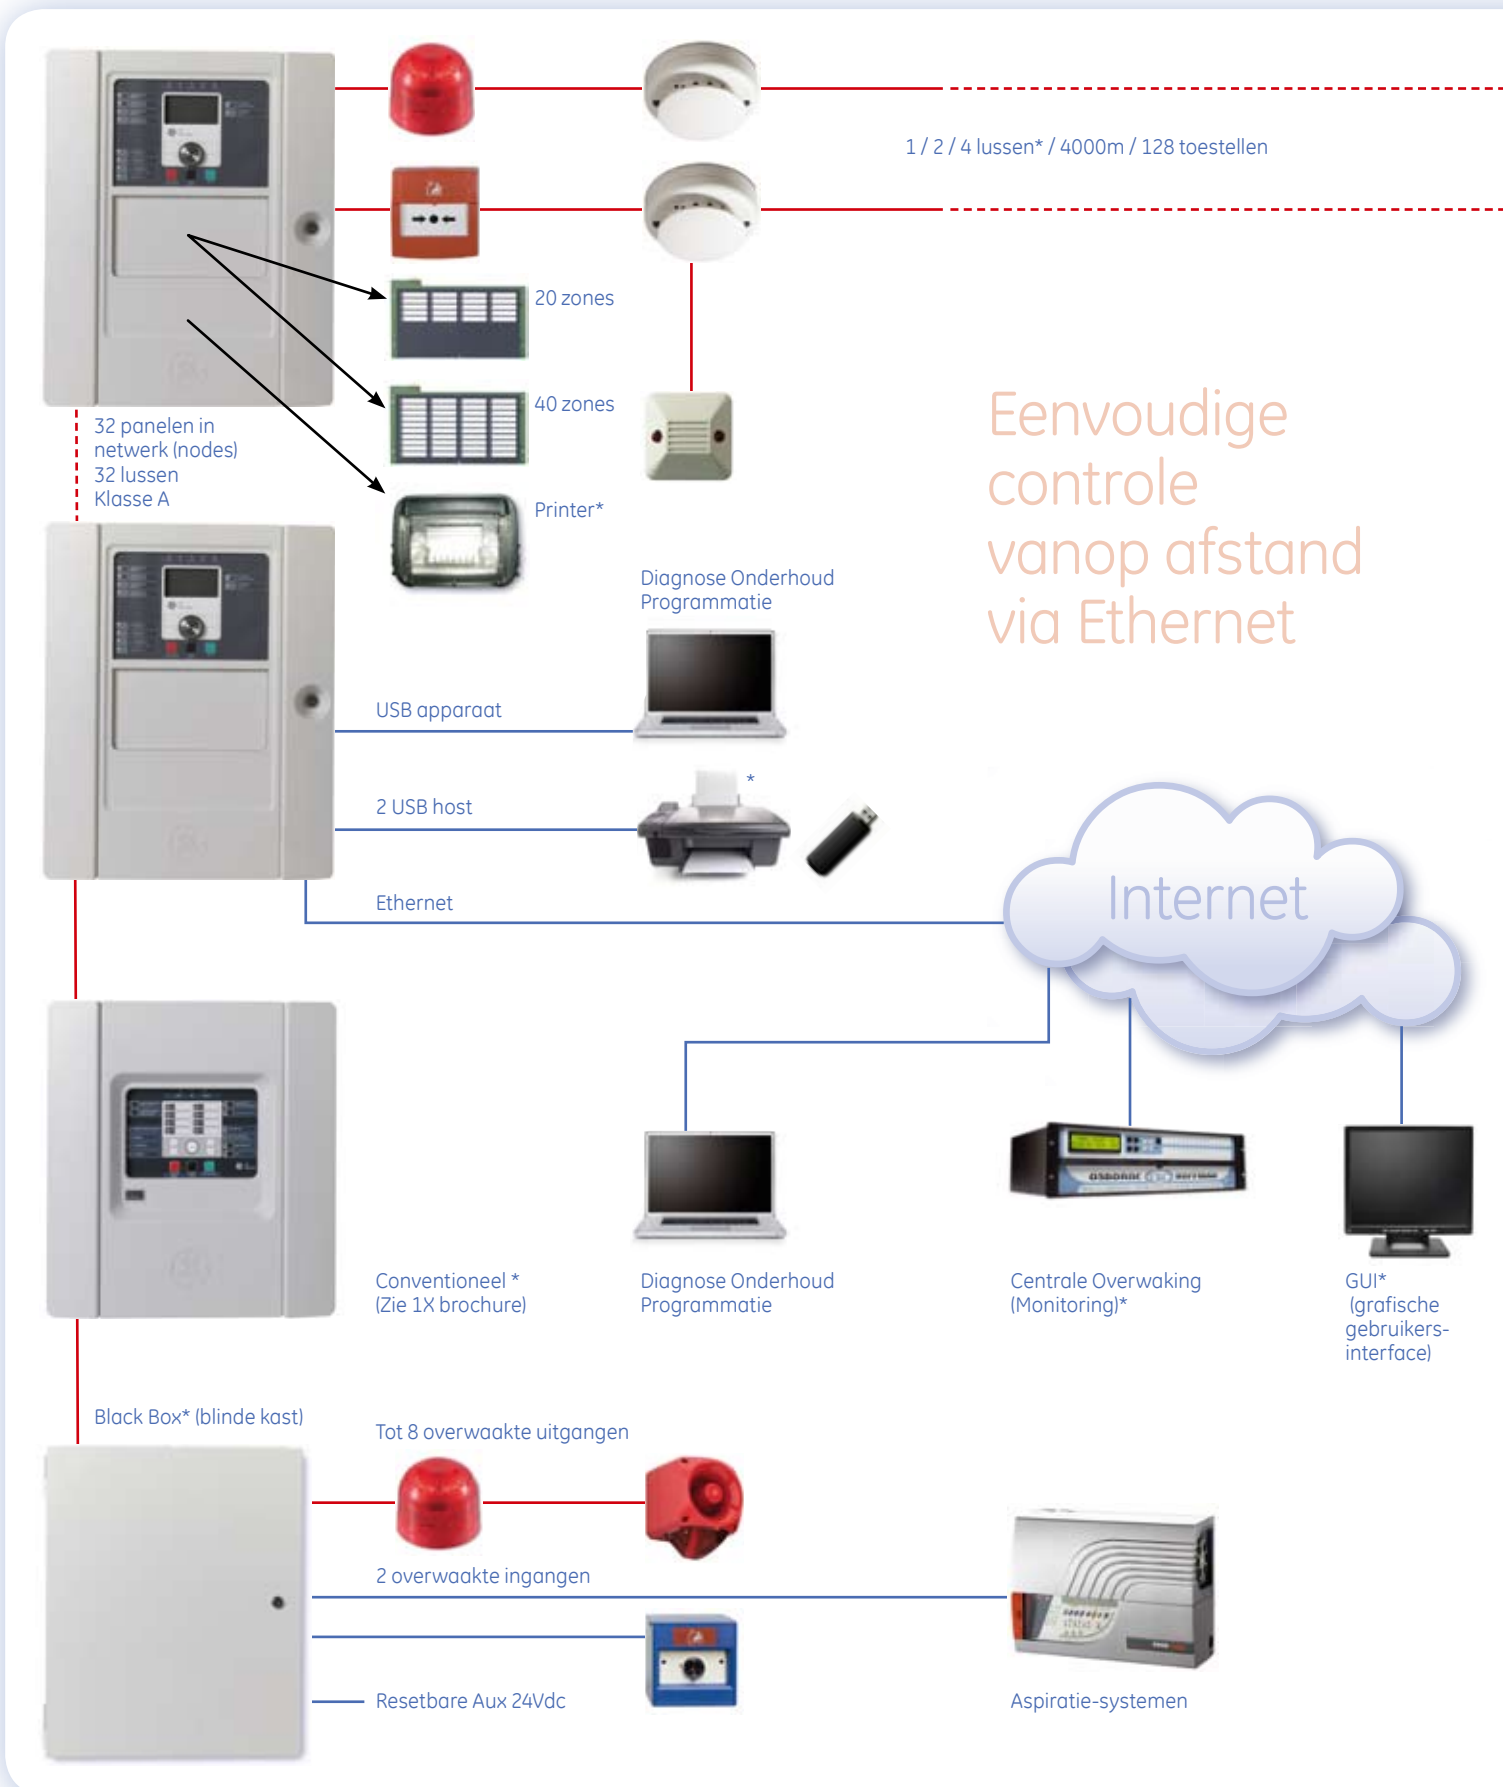 1 / 2 / 4 lussen* / 4000m / 128 toestellen
20 zones
40 zones
Printer*
32 panelen in
netwerk (nodes)
32 lussen
Klasse A
Eenvoudige
controle
vanop afstand
via Ethernet
Diagnose Onderhoud
Programmatie
USB apparaat
2 USB host
*
Ethernet
Internet
Conventioneel *
(Zie 1X brochure)
Diagnose Onderhoud
Programmatie
Centrale Overwaking
(Monitoring)*
GUI*
(grafische
gebruikers-
interface)
Black Box* (blinde kast)
Tot 8 overwaakte uitgangen
2 overwaakte ingangen
Resetbare Aux 24Vdc
Aspiratie-systemen